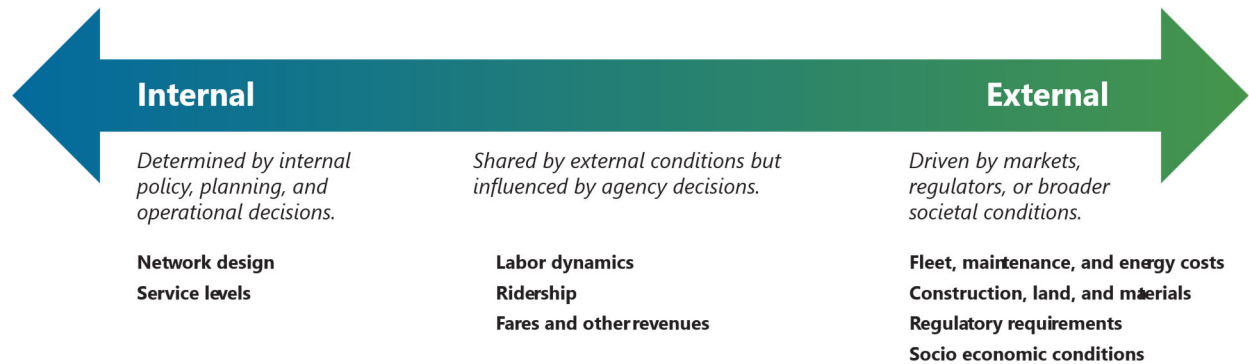 Internal
External
Determined by internal
policy, planning, and
operational decisions.
Shared by external conditions but
influenced by agency decisions.
Driven by markets,
regulators, or broader
societal conditions.
Network design
Service levels
Labor dynamics
Ridership
Fares and other revenues
Fleet, maintenance, and energy costs
Construction, land, and materials
Regulatory requirements
Socio economic conditions